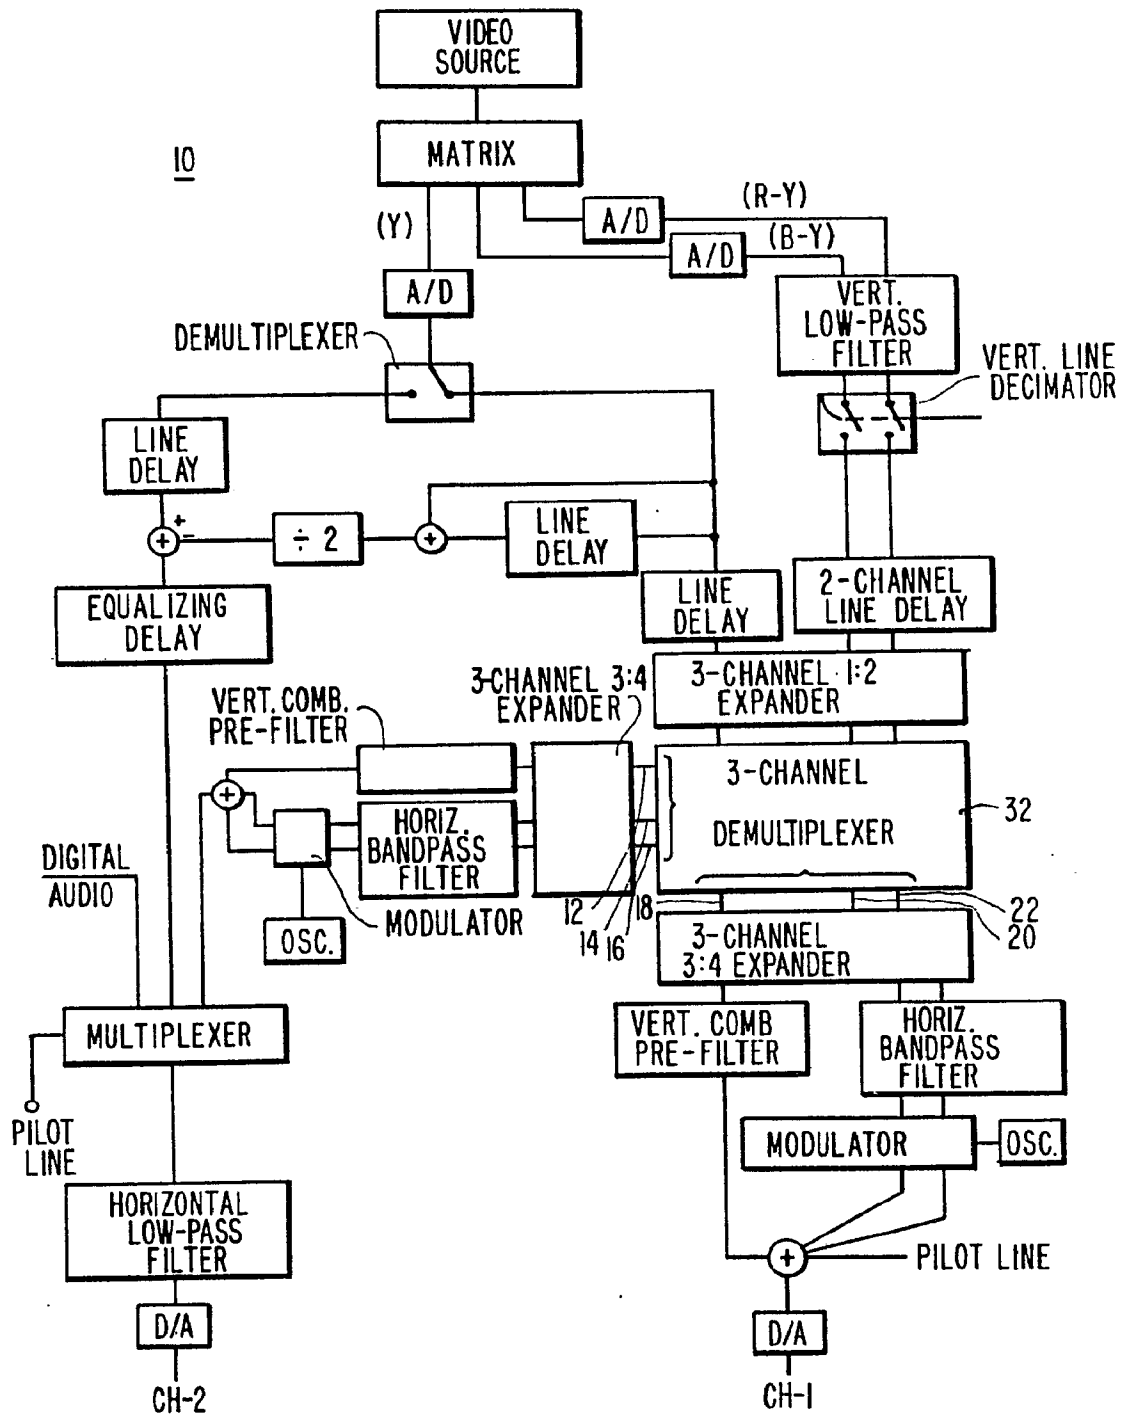 VIDEO
SOURCE
10
MATRIX
(Y)
A/D
(R-Y)
A/D
(B-Y)
A/D
VERT.
LOW-PASS
FILTER
DEMULTIPLEXER
VERT. LINE
DECIMATOR
LINE
DELAY
+
-
+
÷ 2
+
LINE
DELAY
LINE
DELAY
2-CHANNEL
LINE DELAY
EQUALIZING
DELAY
3-CHANNEL 1:2
EXPANDER
3-CHANNEL 3:4
EXPANDER
VERT. COMB.
PRE-FILTER
3-CHANNEL
DEMULTIPLEXER
32
+
HORIZ.
BANDPASS
FILTER
DIGITAL
AUDIO
MODULATOR
OSC.
12
14
16
18
22
20
3-CHANNEL
3:4 EXPANDER
MULTIPLEXER
VERT. COMB
PRE-FILTER
HORIZ.
BANDPASS
FILTER
PILOT
LINE
MODULATOR
OSC.
HORIZONTAL
LOW-PASS
FILTER
+
PILOT LINE
D/A
D/A
CH-2
CH-1